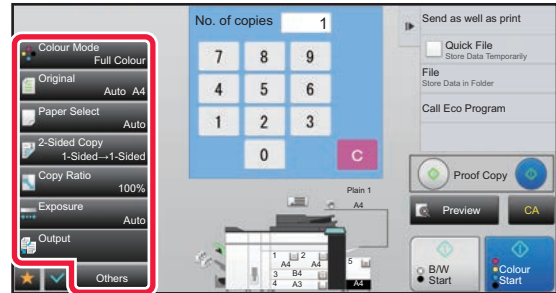 No. of copies 1
Colour Mode
Full Colour
Original
Auto A4
Paper Select
Auto
2-Sided Copy
1-Sided→1-Sided
Copy Ratio
100%
Exposure
Auto
Output
Others
7 8 9
4 5 6
1 2 3
0 C
Plain 1
A4
1 A4 2 A4 5
3 B4
4 A3 A4
Send as well as print
Quick File
Store Data Temporarily
File
Store Data in Folder
Call Eco Program
Proof Copy
Preview
CA
B/W
Start
Colour
Start